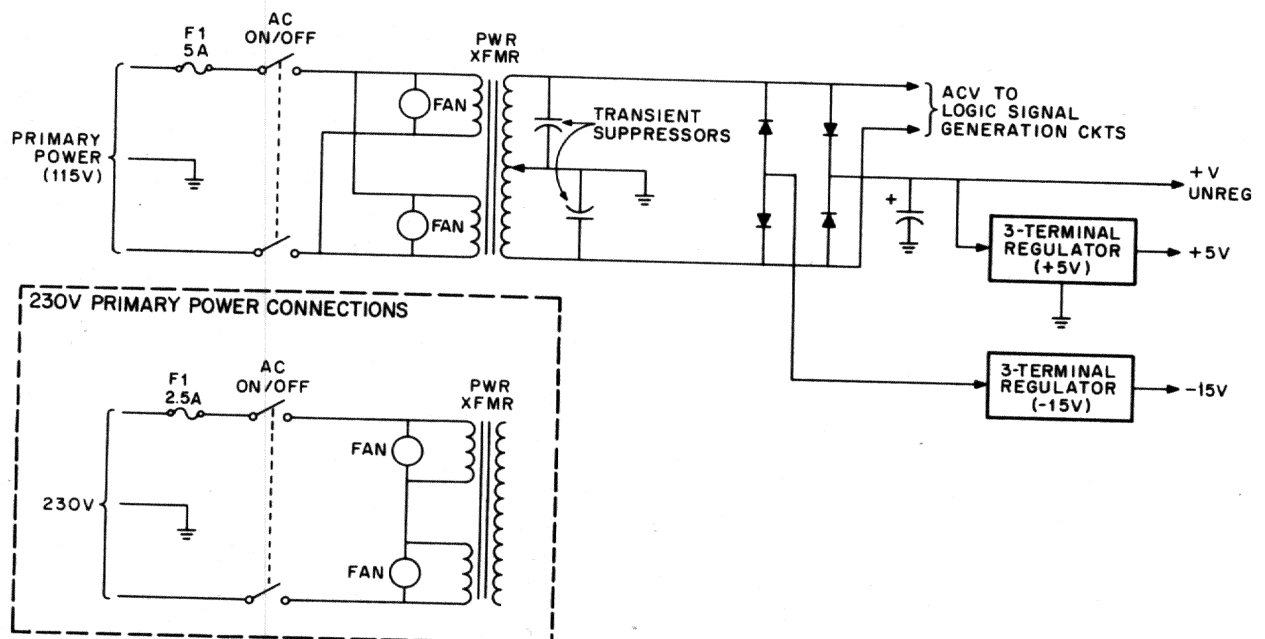 F1
5A
AC
ON/OFF
PWR
XFMR
FAN
FAN
PRIMARY
POWER
(115V)
TRANSIENT
SUPPRESSORS
ACV TO
LOGIC SIGNAL
GENERATION CKTS
+V
UNREG
+
3-TERMINAL
REGULATOR
(+5V)
+5V
3-TERMINAL
REGULATOR
(-15V)
-15V
230V PRIMARY POWER CONNECTIONS
F1
2.5A
AC
ON/OFF
PWR
XFMR
FAN
230V
FAN